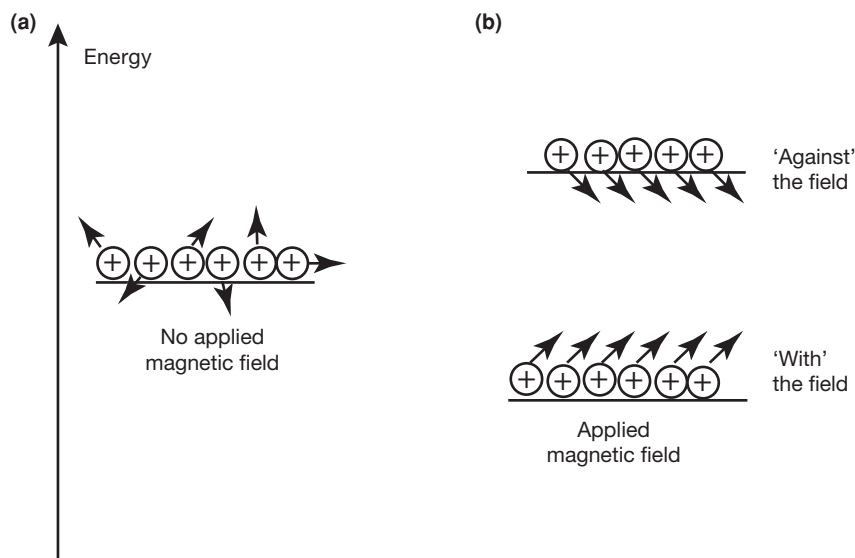 (a)
Energy
No applied
magnetic field
(b)
‘Against’
the field
‘With’
the field
Applied
magnetic field